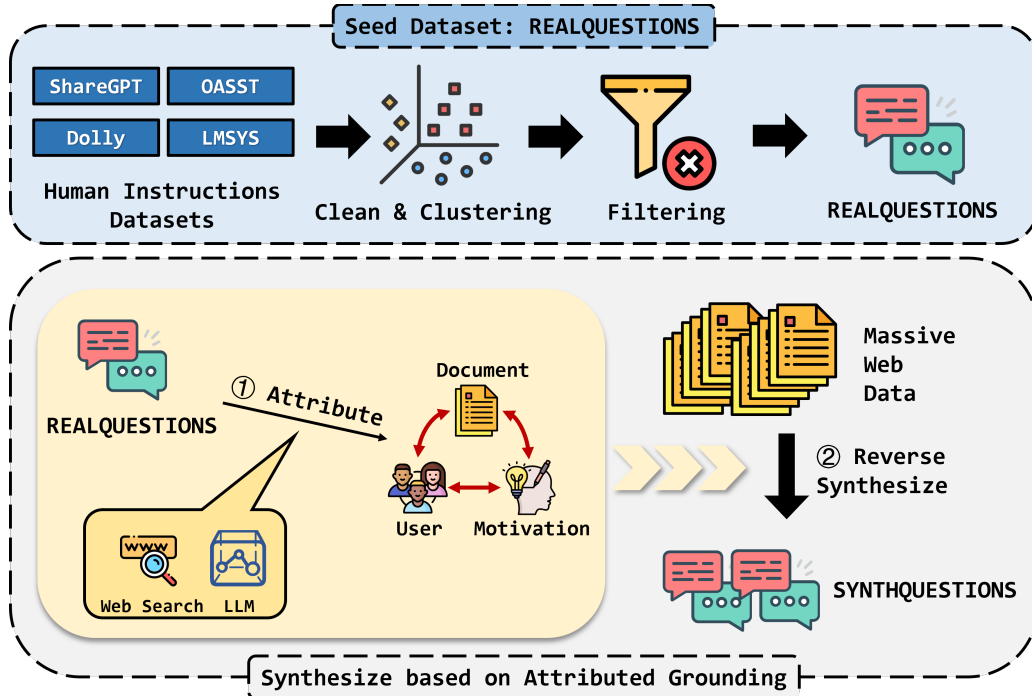 Seed Dataset: REALQUESTIONS
ShareGPT
OASST
Dolly
LMSYS
Human Instructions
Datasets
Clean & Clustering
Filtering
REALQUESTIONS
REALQUESTIONS
① Attribute
Document
User
Motivation
www
Web Search
LLM
Massive
Web
Data
② Reverse
Synthesize
SYNTHQUESTIONS
Synthesize based on Attributed Grounding